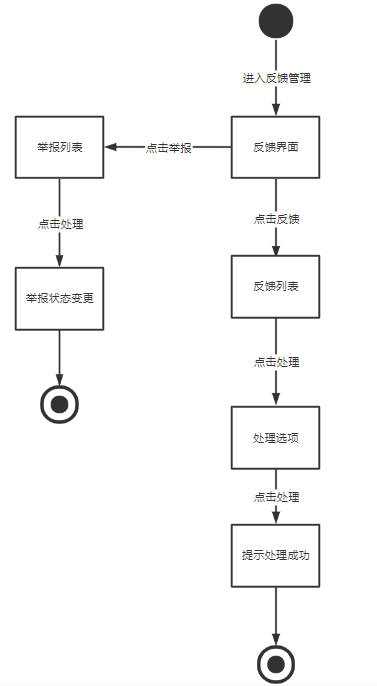 进入反馈管理
举报列表
点击举报
反馈界面
点击处理
点击反馈
举报状态变更
反馈列表
点击处理
处理选项
点击处理
提示处理成功